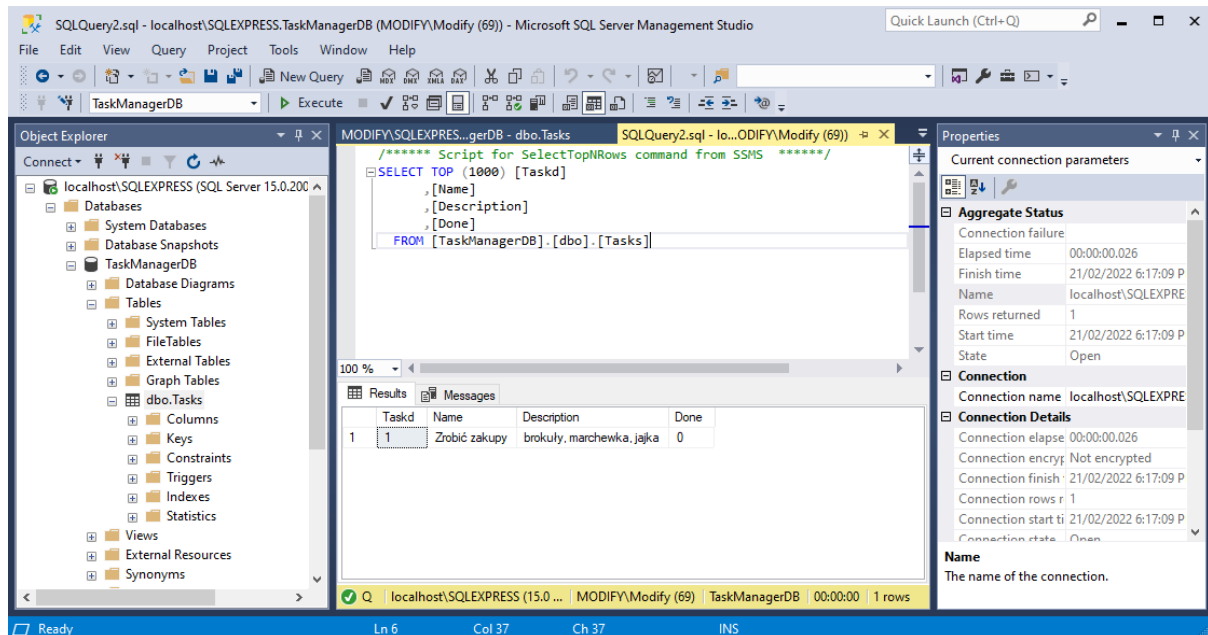 SQLQuery2.sql - localhost\SQLEXPRESS.TaskManagerDB (MODIFY\Modify (69)) - Microsoft SQL Server Management Studio
Quick Launch (Ctrl+Q)
File Edit View Query Project Tools Window Help
New Query MDX DMX XMLA DAX
TaskManagerDB Execute
Object Explorer
Connect
localhost\SQLEXPRESS (SQL Server 15.0.200
Databases
System Databases
Database Snapshots
TaskManagerDB
Database Diagrams
Tables
System Tables
FileTables
External Tables
Graph Tables
dbo.Tasks
Columns
Keys
Constraints
Triggers
Indexes
Statistics
Views
External Resources
Synonyms
MODIFY\SQLEXPRES...gerDB - dbo.Tasks SQLQuery2.sql - lo...ODIFY\Modify (69))
/****** Script for SelectTopNRows command from SSMS ******/
SELECT TOP (1000) [Taskd]
,[Name]
,[Description]
,[Done]
FROM [TaskManagerDB].[dbo].[Tasks]
100 %
Results Messages
Taskd Name Description Done
1 1 Zrobić zakupy brokuły, marchewka, jajka 0
Q localhost\SQLEXPRESS (15.0 ... MODIFY\Modify (69) TaskManagerDB 00:00:00 1 rows
Properties
Current connection parameters
Aggregate Status
Connection failure
Elapsed time 00:00:00.026
Finish time 21/02/2022 6:17:09 P
Name localhost\SQLEXPRE
Rows returned 1
Start time 21/02/2022 6:17:09 P
State Open
Connection
Connection name localhost\SQLEXPRE
Connection Details
Connection elapse 00:00:00.026
Connection encryp Not encrypted
Connection finish 21/02/2022 6:17:09 P
Connection rows r 1
Connection start ti 21/02/2022 6:17:09 P
Connection state Open
Name
The name of the connection.
Ready Ln 6 Col 37 Ch 37 INS